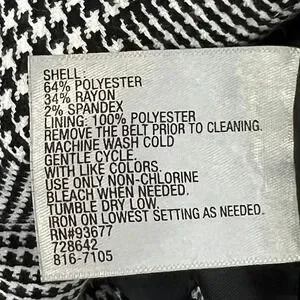 SHELL:
64% POLYESTER
34% RAYON
2% SPANDEX
LINING: 100% POLYESTER
REMOVE THE BELT PRIOR TO CLEANING.
MACHINE WASH COLD
GENTLE CYCLE.
WITH LIKE COLORS.
USE ONLY NON-CHLORINE
BLEACH WHEN NEEDED.
TUMBLE DRY LOW.
IRON ON LOWEST SETTING AS NEEDED.
RN#93677
728642
816-7105